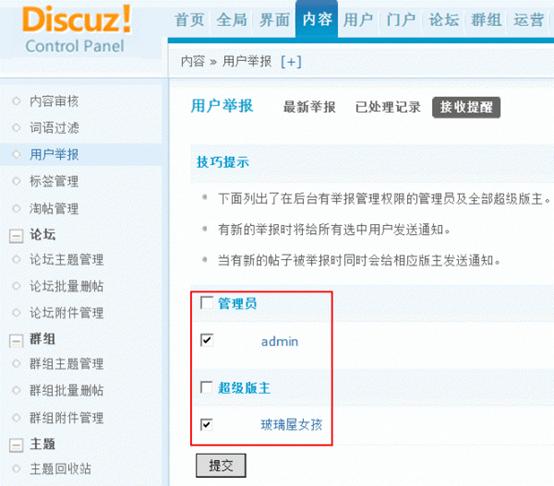 Discuz!
Control Panel
首页 全局 界面 内容 用户 门户 论坛 群组 运营
内容 » 用户举报 [+]
内容审核
词语过滤
用户举报
标签管理
淘帖管理
论坛
论坛主题管理
论坛批量删帖
论坛附件管理
群组
群组主题管理
群组批量删帖
群组附件管理
主题
主题回收站
用户举报 最新举报 已处理记录 接收提醒
技巧提示
下面列出了在后台有举报管理权限的管理员及全部超级版主。
有新的举报时将给所有选中用户发送通知。
当有新的帖子被举报时同时会给相应版主发送通知。
管理员
admin
超级版主
玻璃屋女孩
提交